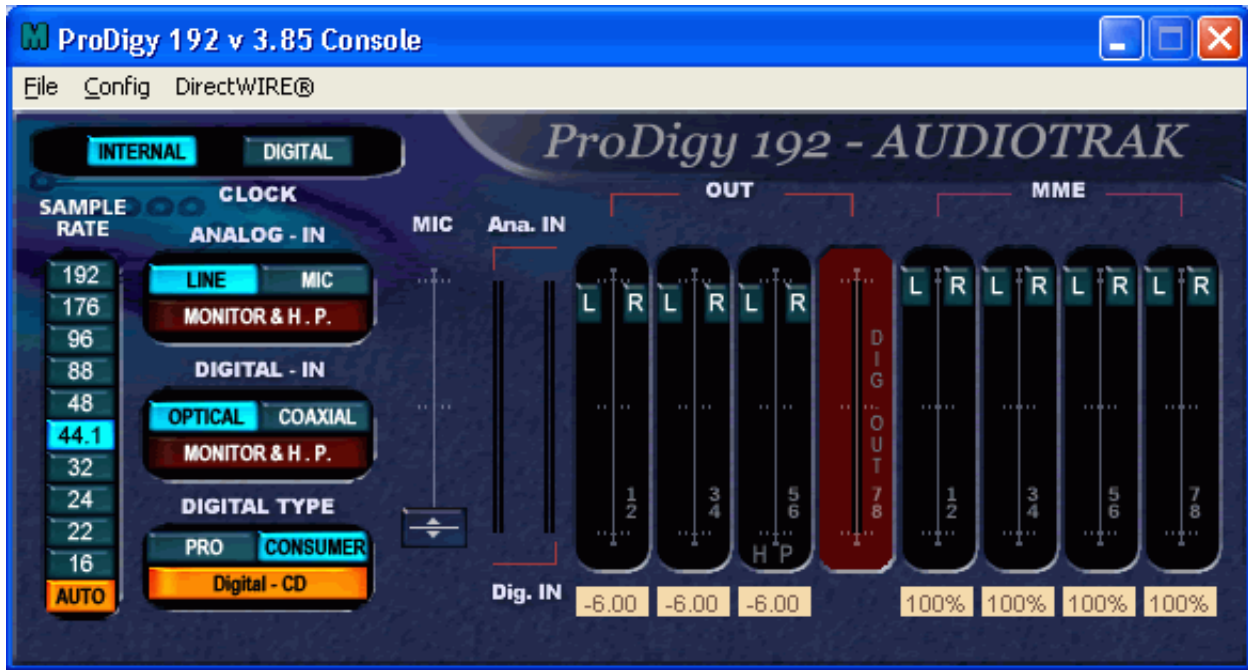 ProDigy 192 v 3.85 Console
File Config DirectWIRE®
ProDigy 192 - AUDIOTRAK
INTERNAL DIGITAL
CLOCK
SAMPLE
RATE
192
176
96
88
48
44.1
32
24
22
16
AUTO
ANALOG - IN
LINE MIC
MONITOR & H . P.
DIGITAL - IN
OPTICAL COAXIAL
MONITOR & H . P.
DIGITAL TYPE
PRO CONSUMER
Digital - CD
MIC
Ana. IN
Dig. IN
OUT
L R L R L R
1 2
3 4
5 6
H P
DIG.OUT 7 8
-6.00 -6.00 -6.00
MME
L R L R L R L R
1 2
3 4
5 6
7 8
100% 100% 100% 100%